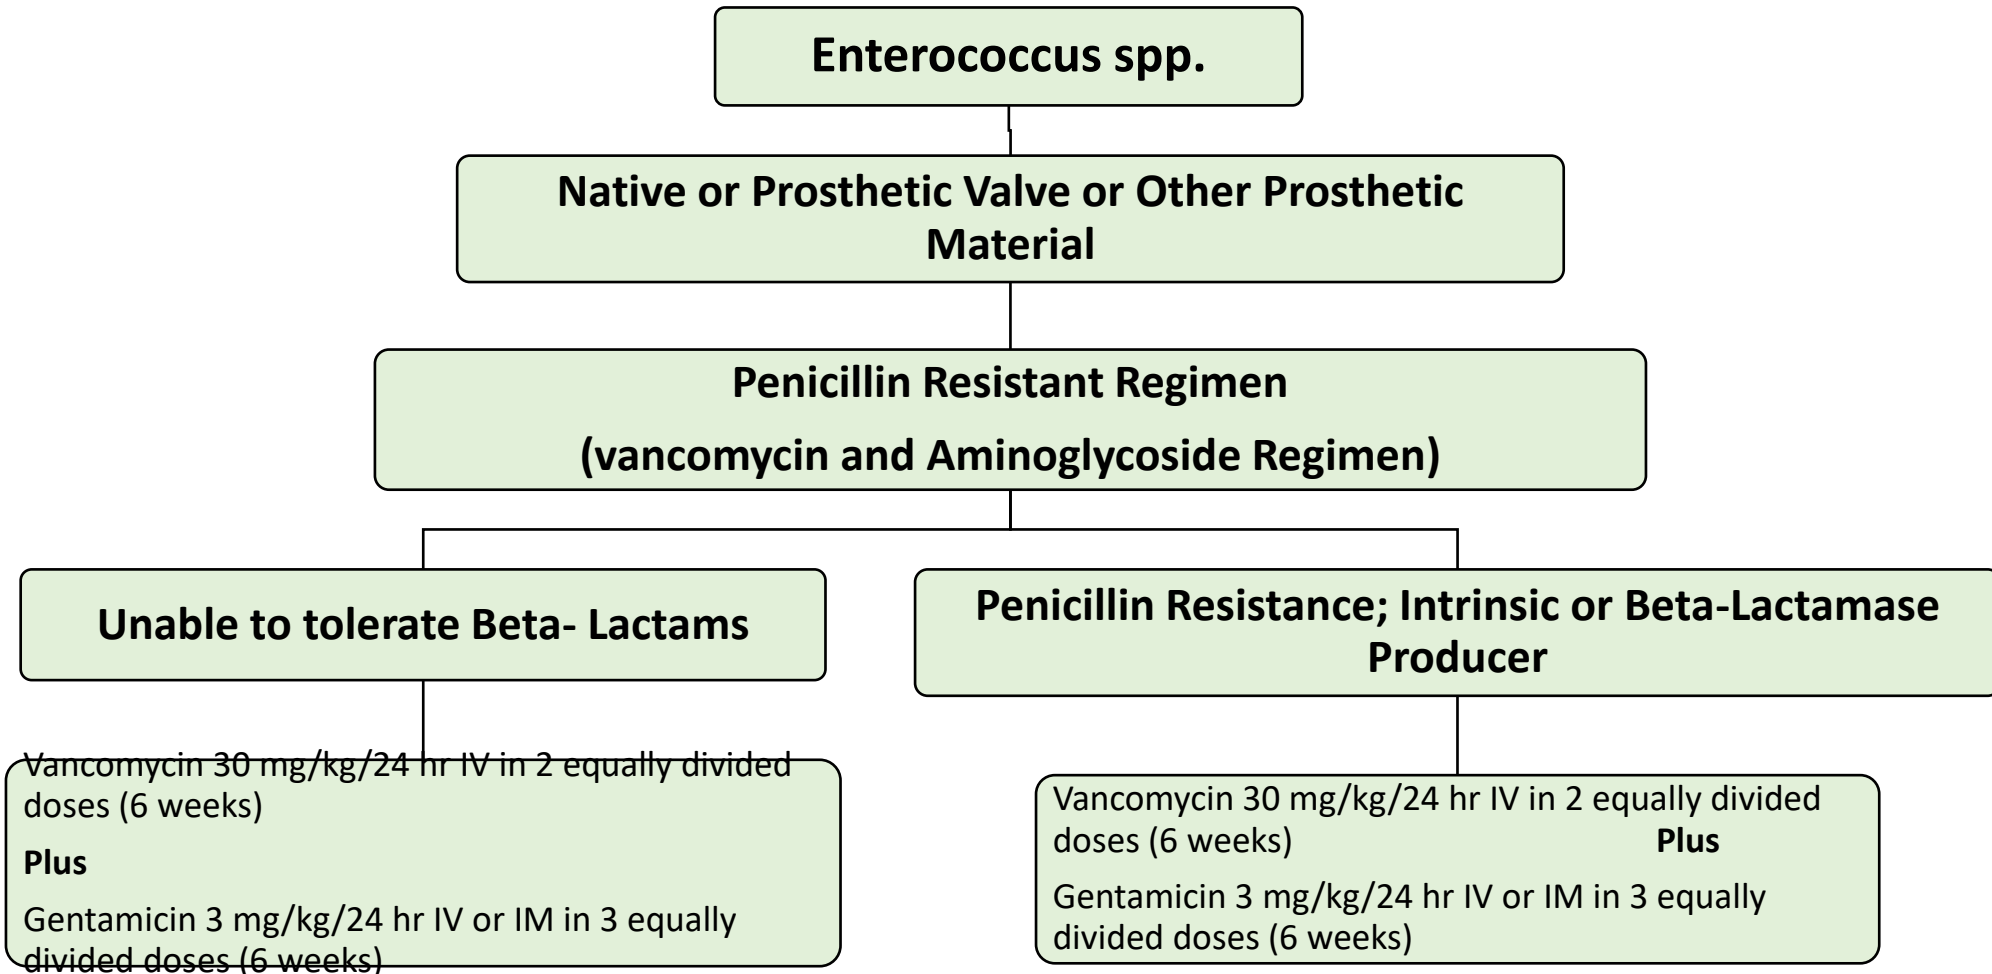 Enterococcus spp.
Native or Prosthetic Valve or Other Prosthetic
Material
Penicillin Resistant Regimen
(vancomycin and Aminoglycoside Regimen)
Unable to tolerate Beta- Lactams
Vancomycin 30 mg/kg/24 hr IV in 2 equally divided
doses (6 weeks)
Plus
Gentamicin 3 mg/kg/24 hr IV or IM in 3 equally
divided doses (6 weeks)
Penicillin Resistance; Intrinsic or Beta-Lactamase
Producer
Vancomycin 30 mg/kg/24 hr IV in 2 equally divided
doses (6 weeks) Plus
Gentamicin 3 mg/kg/24 hr IV or IM in 3 equally
divided doses (6 weeks)